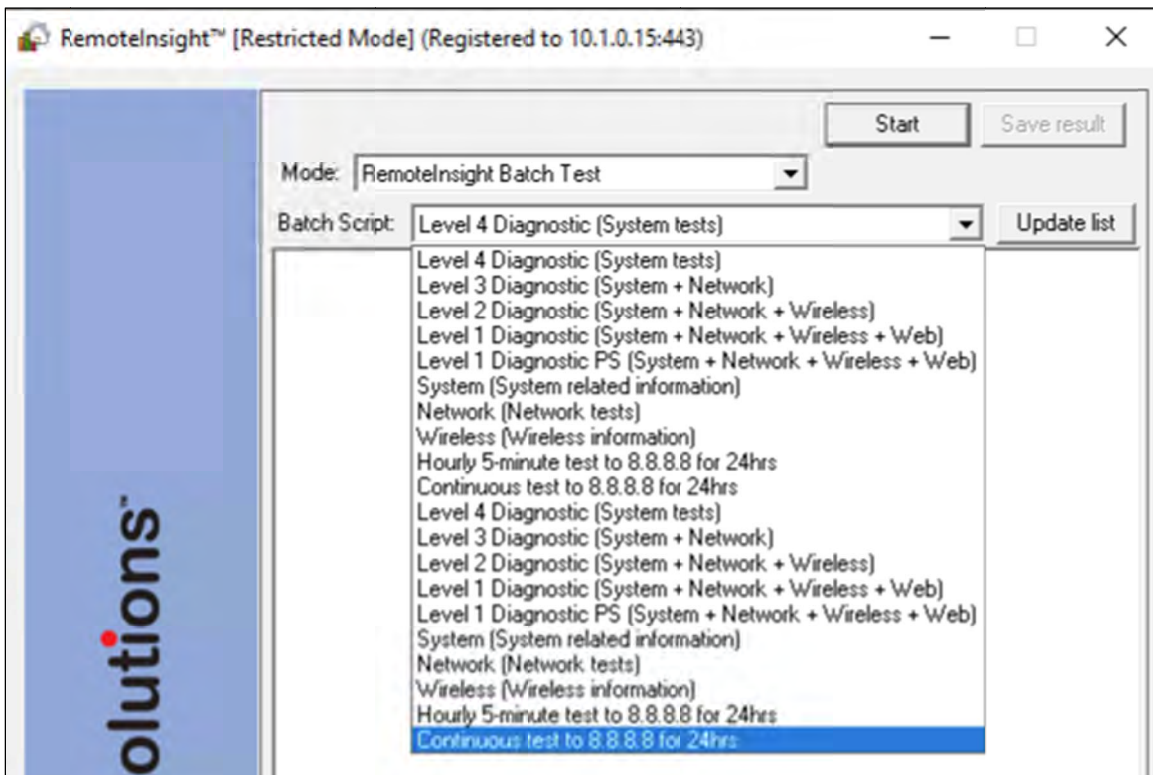 RemoteInsight™ [Restricted Mode] (Registered to 10.1.0.15:443)
Start
Save result
Mode:
RemoteInsight Batch Test
Batch Script:
Level 4 Diagnostic (System tests)
Update list
Level 4 Diagnostic (System tests)
Level 3 Diagnostic (System + Network)
Level 2 Diagnostic (System + Network + Wireless)
Level 1 Diagnostic (System + Network + Wireless + Web)
Level 1 Diagnostic PS (System + Network + Wireless + Web)
System (System related information)
Network (Network tests)
Wireless (Wireless information)
Hourly 5-minute test to 8.8.8.8 for 24hrs
Continuous test to 8.8.8.8 for 24hrs
Level 4 Diagnostic (System tests)
Level 3 Diagnostic (System + Network)
Level 2 Diagnostic (System + Network + Wireless)
Level 1 Diagnostic (System + Network + Wireless + Web)
Level 1 Diagnostic PS (System + Network + Wireless + Web)
System (System related information)
Network (Network tests)
Wireless (Wireless information)
Hourly 5-minute test to 8.8.8.8 for 24hrs
Continuous test to 8.8.8.8 for 24hrs
olutions™